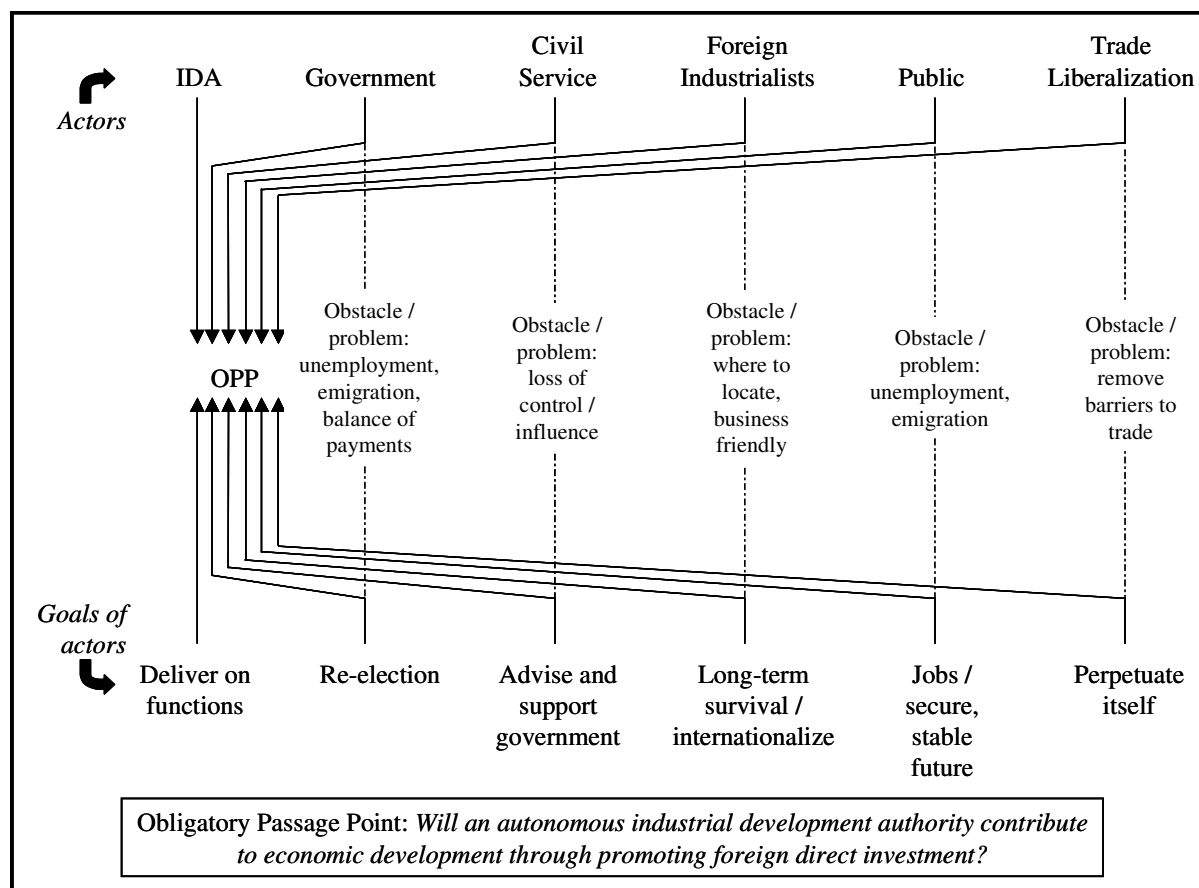 Civil
Foreign
Trade
IDA
Government
Service
Industrialists
Public
Liberalization
Actors
Obstacle /
problem:
unemployment,
emigration,
balance of
payments
Obstacle /
problem:
loss of
control /
influence
Obstacle /
problem:
where to
locate,
business
friendly
Obstacle /
problem:
unemployment,
emigration
Obstacle /
problem:
remove
barriers to
trade
OPP
Goals of
actors
Deliver on
functions
Re-election
Advise and
support
government
Long-term
survival /
internationalize
Jobs /
secure,
stable
future
Perpetuate
itself
Obligatory Passage Point: Will an autonomous industrial development authority contribute
to economic development through promoting foreign direct investment?